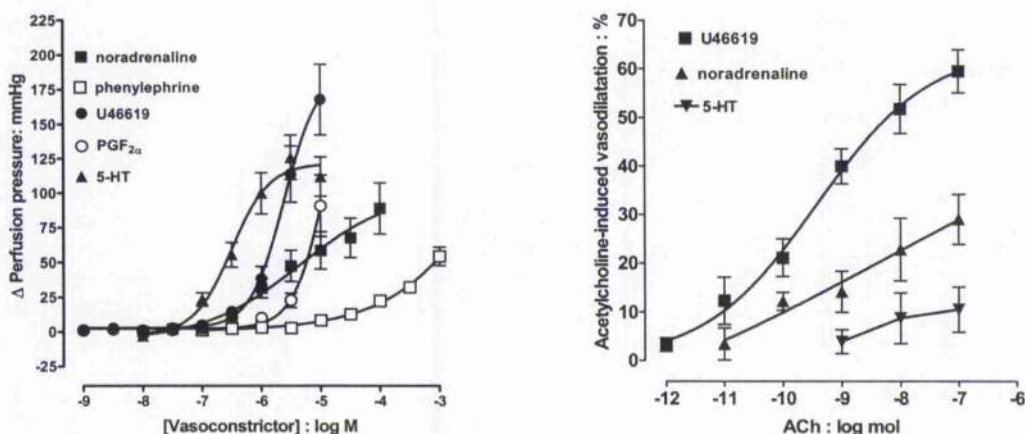 Δ Perfusion pressure: mmHg
225
200
175
150
125
100
75
50
25
0
-25
noradrenaline
phenylephrine
U46619
PGF2α
5-HT
-9 -8 -7 -6 -5 -4 -3
[Vasoconstrictor] : log M
Acetylcholine-induced vasodilatation : %
70
60
50
40
30
20
10
0
U46619
noradrenaline
5-HT
-12 -11 -10 -9 -8 -7 -6
ACh : log mol